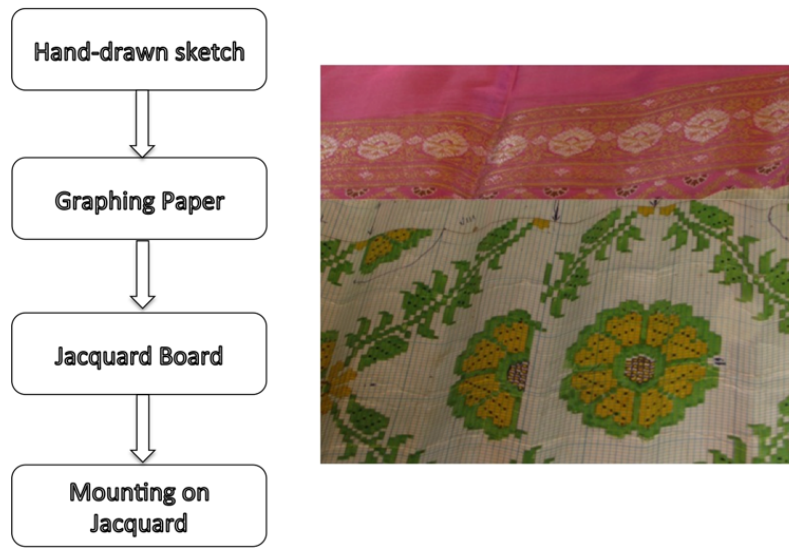 Hand-drawn sketch
Graphing Paper
Jacquard Board
Mounting on
Jacquard